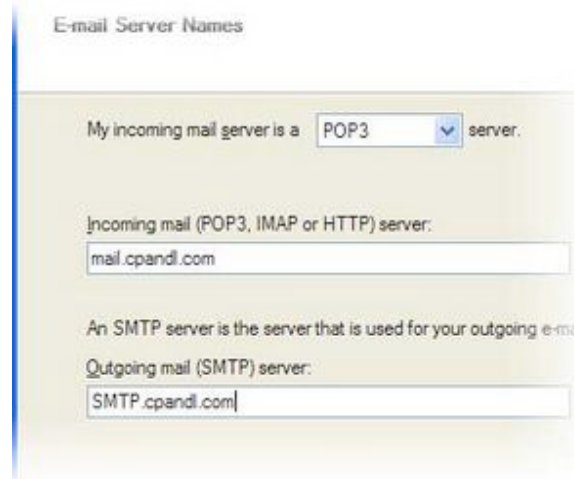 E-mail Server Names
My incoming mail server is a POP3 server.
Incoming mail (POP3, IMAP or HTTP) server:
mail.cpandl.com
An SMTP server is the server that is used for your outgoing e-ma
Outgoing mail (SMTP) server:
SMTP.cpandl.com